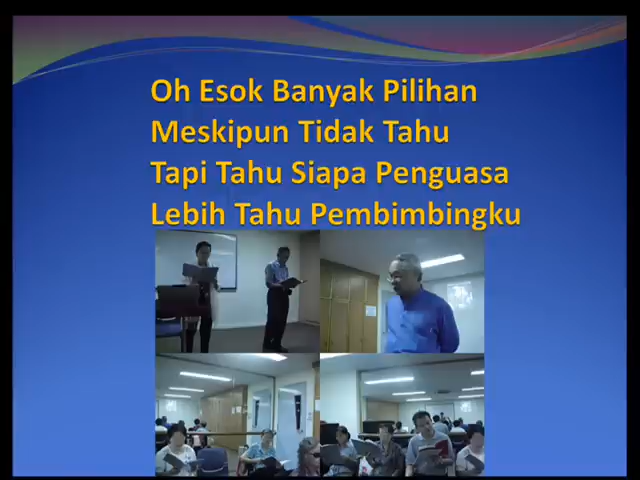 Oh Esok Banyak Pilihan
Meskipun Tidak Tahu
Tapi Tahu Siapa Penguasa
Lebih Tahu Pembimbingku